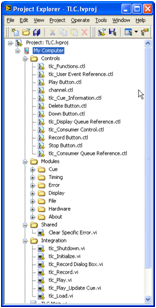 Project Explorer - TLC.lvproj
File Edit View Project Operate Tools Window
Project: TLC.lvproj
My Computer
Controls
tlc_Functions.ctl
tlc_User Event Reference.ctl
Play Button.ctl
channel.ctl
tlc_Cue_Information.ctl
Delete Button.ctl
Down Button.ctl
tlc_Display Queue Reference.ctl
tlc_Consumer Control.ctl
Record Button.ctl
Stop Button.ctl
tlc_Consumer Queue Reference.ctl
Modules
Cue
Timing
Error
Display
File
Hardware
About
Shared
Clear Specific Error.vi
Integration
tlc_Shutdown.vi
tlc_Initialize.vi
tlc_Record Dialog Box.vi
tlc_Record.vi
tlc_Play.vi
tlc_Play_Update Cue.vi
tlc_Load.vi